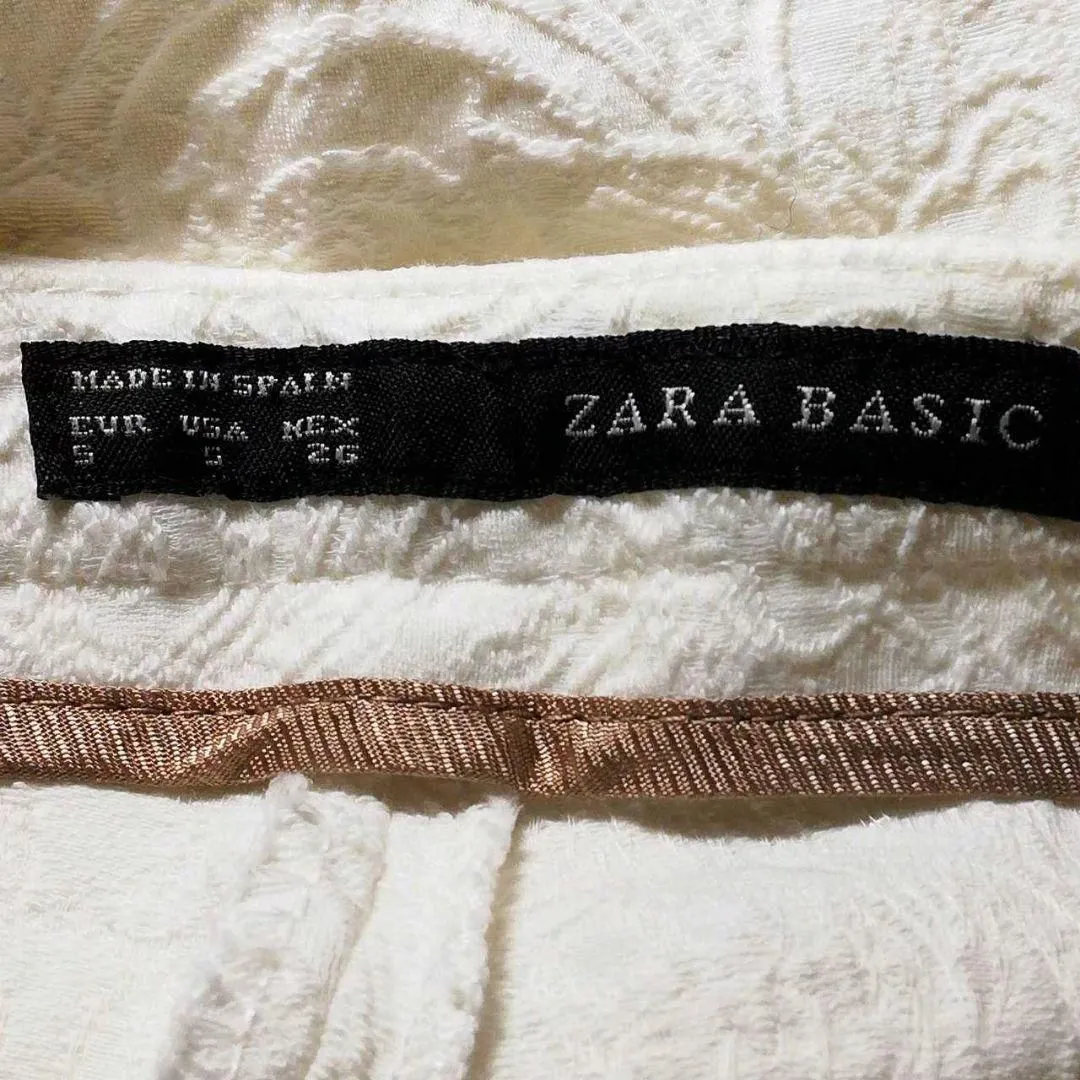 MADE IN SPAIN
EUR USA MEX
S S 26
ZARA BASIC